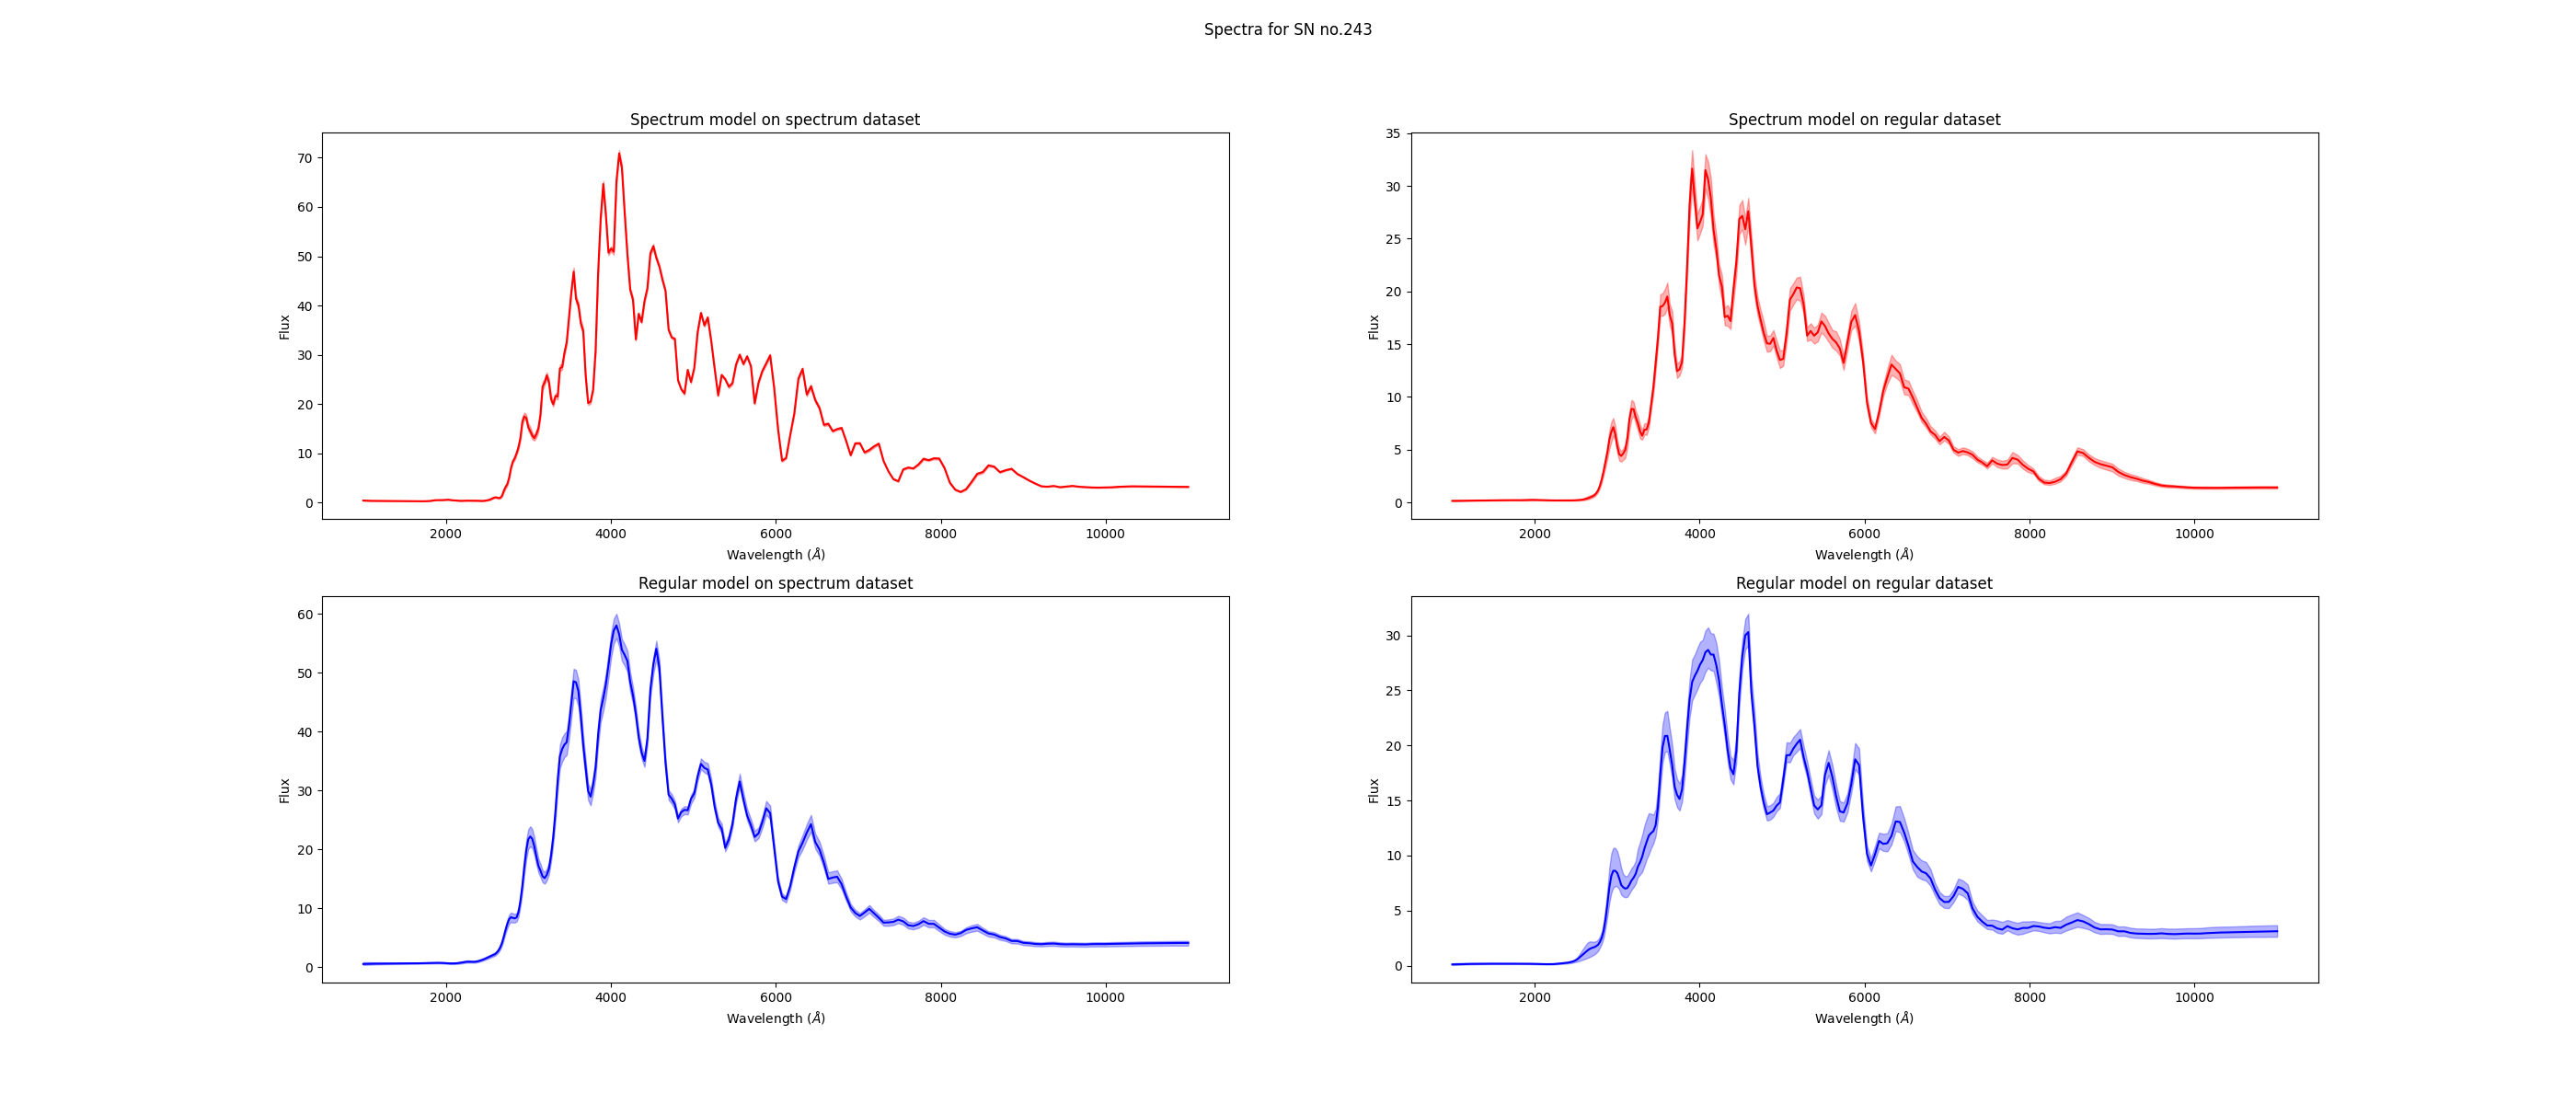 Spectra for SN no.243
Spectrum model on spectrum dataset
70
60
50
40
30
20
10
0
Flux
2000 4000 6000 8000 10000
Wavelength (Å)
Spectrum model on regular dataset
35
30
25
20
15
10
5
0
Flux
2000 4000 6000 8000 10000
Wavelength (Å)
Regular model on spectrum dataset
60
50
40
30
20
10
0
Flux
2000 4000 6000 8000 10000
Wavelength (Å)
Regular model on regular dataset
30
25
20
15
10
5
0
Flux
2000 4000 6000 8000 10000
Wavelength (Å)